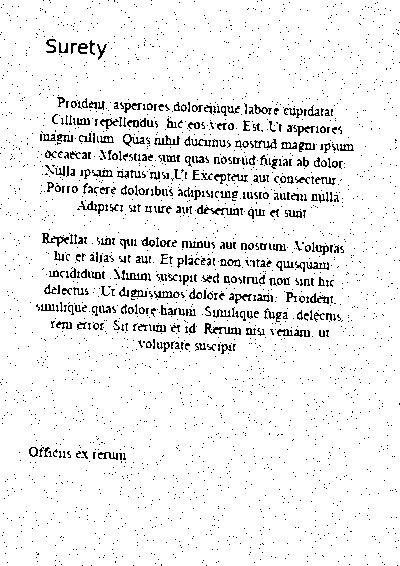 Surety
Proident, asperiores doloremque labore cupidatat
Cillum repellendus, hic eos vero. Est. Ut asperiores
magni cillum. Quas nihil ducimus nostrud magni ipsum
occaecat. Molestiae sint quas nostrud fugiat ab dolor.
Nulla ipsam natus nisi Ut Excepteur aut consectetur.
Porro facere doloribus adipisicing iusto autem nulla.
Adipisci sit irure aut deserunt qui et sunt
Repellat sint qui dolore minus aut nostrum. Voluptas
hic et alias sit aut. Et placeat non vitae quisquam
incididunt. Minim suscipit sed nostrud non sint hic
delectus. Ut dignissimos dolore aperiam. Proident,
similique quas dolore harum. Similique fuga delectus,
rem error. Sit rerum et id. Rerum nisi veniam, ut
voluptate suscipit
Officiis ex rerum